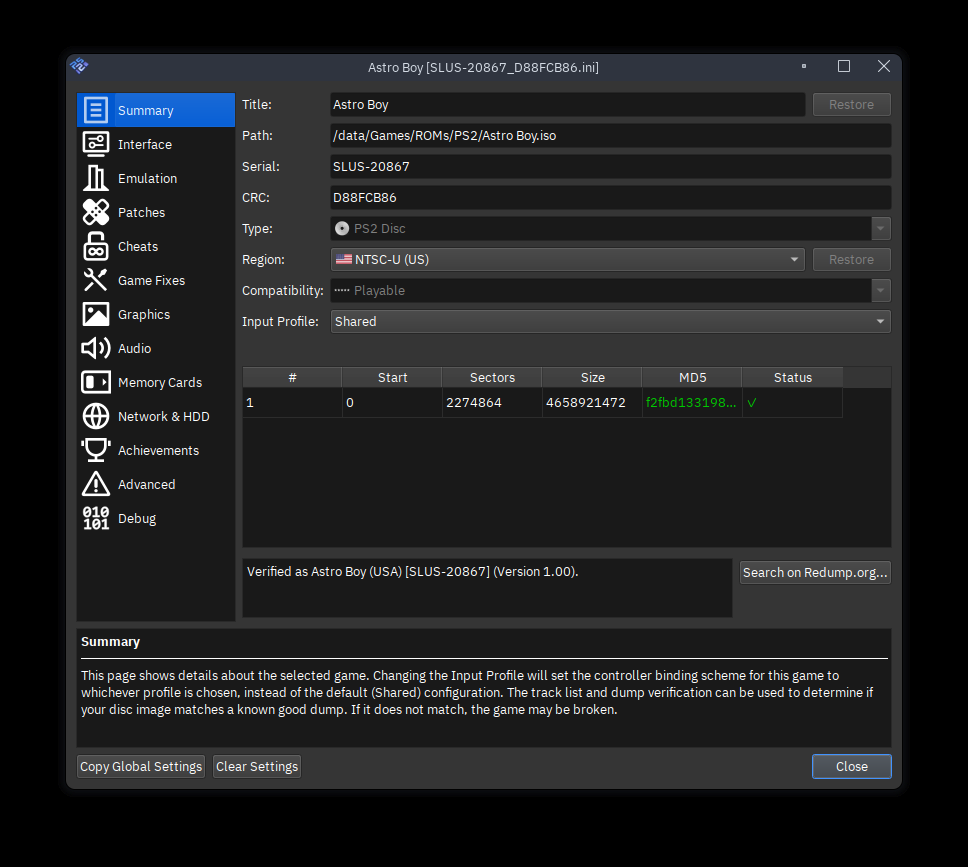 Astro Boy [SLUS-20867_D88FCB86.ini]
Summary
Interface
Emulation
Patches
Cheats
Game Fixes
Graphics
Audio
Memory Cards
Network & HDD
Achievements
Advanced
Debug
Title: Astro Boy Restore
Path: /data/Games/ROMs/PS2/Astro Boy.iso
Serial: SLUS-20867
CRC: D88FCB86
Type: PS2 Disc
Region: NTSC-U (US) Restore
Compatibility: Playable
Input Profile: Shared
# Start Sectors Size MD5 Status
1 0 2274864 4658921472 f2fbd133198... ✓
Verified as Astro Boy (USA) [SLUS-20867] (Version 1.00).
Search on Redump.org...
Summary
This page shows details about the selected game. Changing the Input Profile will set the controller binding scheme for this game to
whichever profile is chosen, instead of the default (Shared) configuration. The track list and dump verification can be used to determine if
your disc image matches a known good dump. If it does not match, the game may be broken.
Copy Global Settings Clear Settings Close